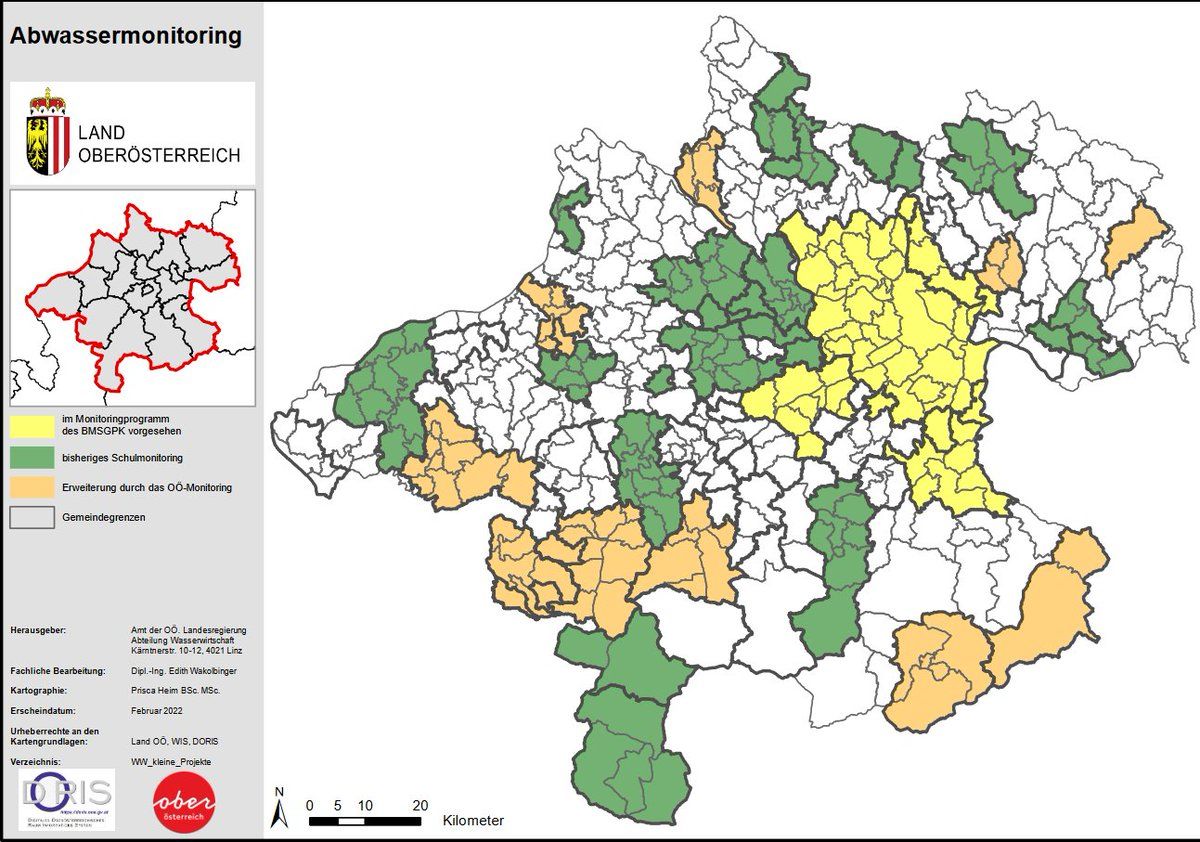 Abwassermonitoring
LAND
OBERÖSTERREICH
im Monitoringprogramm
des BMSGPK vorgesehen
bisheriges Schulmonitoring
Erweiterung durch das OÖ-Monitoring
Gemeindegrenzen
Herausgeber: Amt der OÖ. Landesregierung
Abteilung Wasserwirtschaft
Kärntnerstr. 10-12, 4021 Linz
Fachliche Bearbeitung: Dipl.-Ing. Edith Wakolbinger
Kartographie: Prisca Heim BSc. MSc.
Erscheindatum: Februar 2022
Urheberrechte an den
Kartengrundlagen: Land OÖ, WIS, DORIS
Verzeichnis: WW_kleine_Projekte
DORIS
https://doris.ooe.gv.at
ober
österreich
N
0 5 10 20
Kilometer